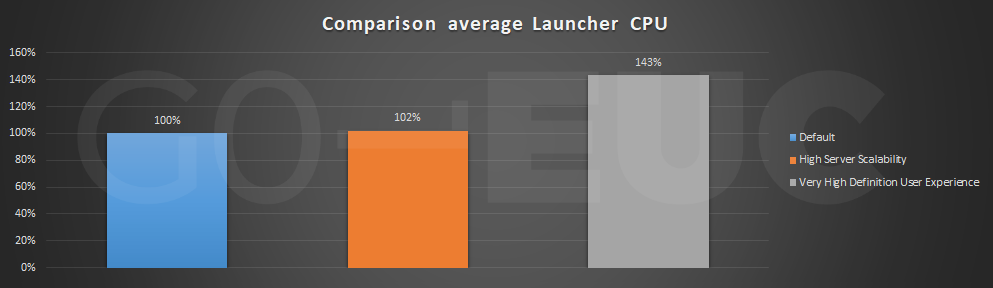 Comparison average Launcher CPU
160%
140%
120%
100%
80%
60%
40%
20%
0%
100%
102%
143%
Default
High Server Scalability
Very High Definition User Experience
GO-EUC